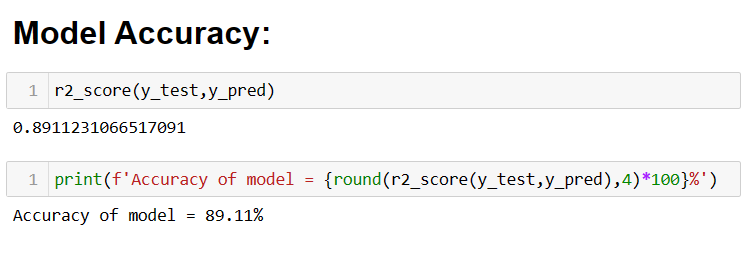 Model Accuracy:
1 r2_score(y_test,y_pred)
0.8911231066517091
1 print(f'Accuracy of model = {round(r2_score(y_test,y_pred),4)*100}%')
Accuracy of model = 89.11%